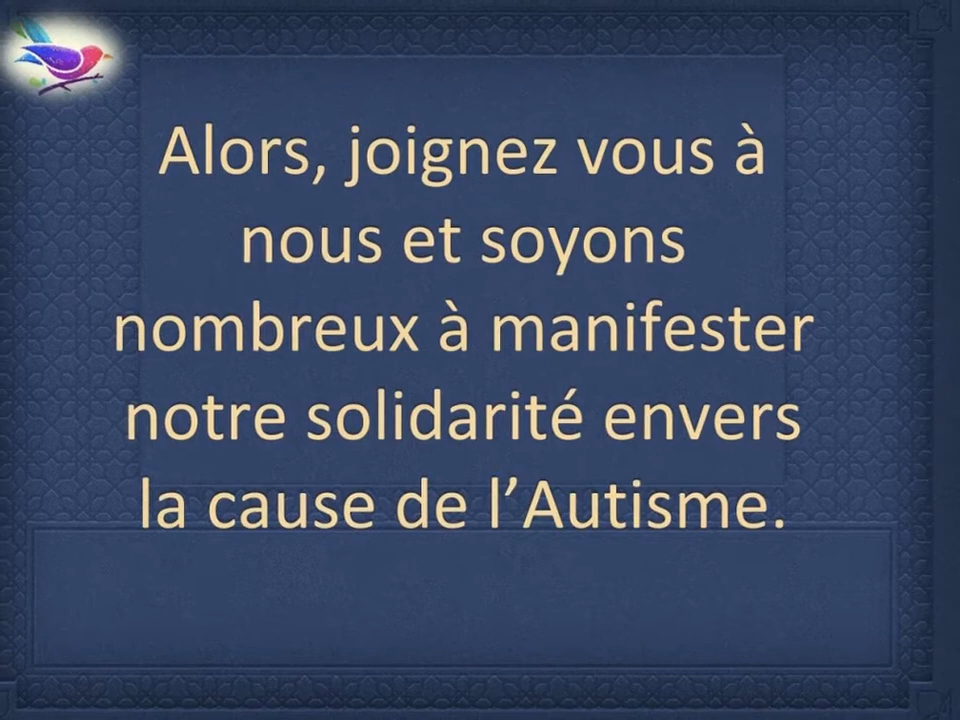 Alors, joignez vous à
nous et soyons
nombreux à manifester
notre solidarité envers
la cause de l’Autisme.